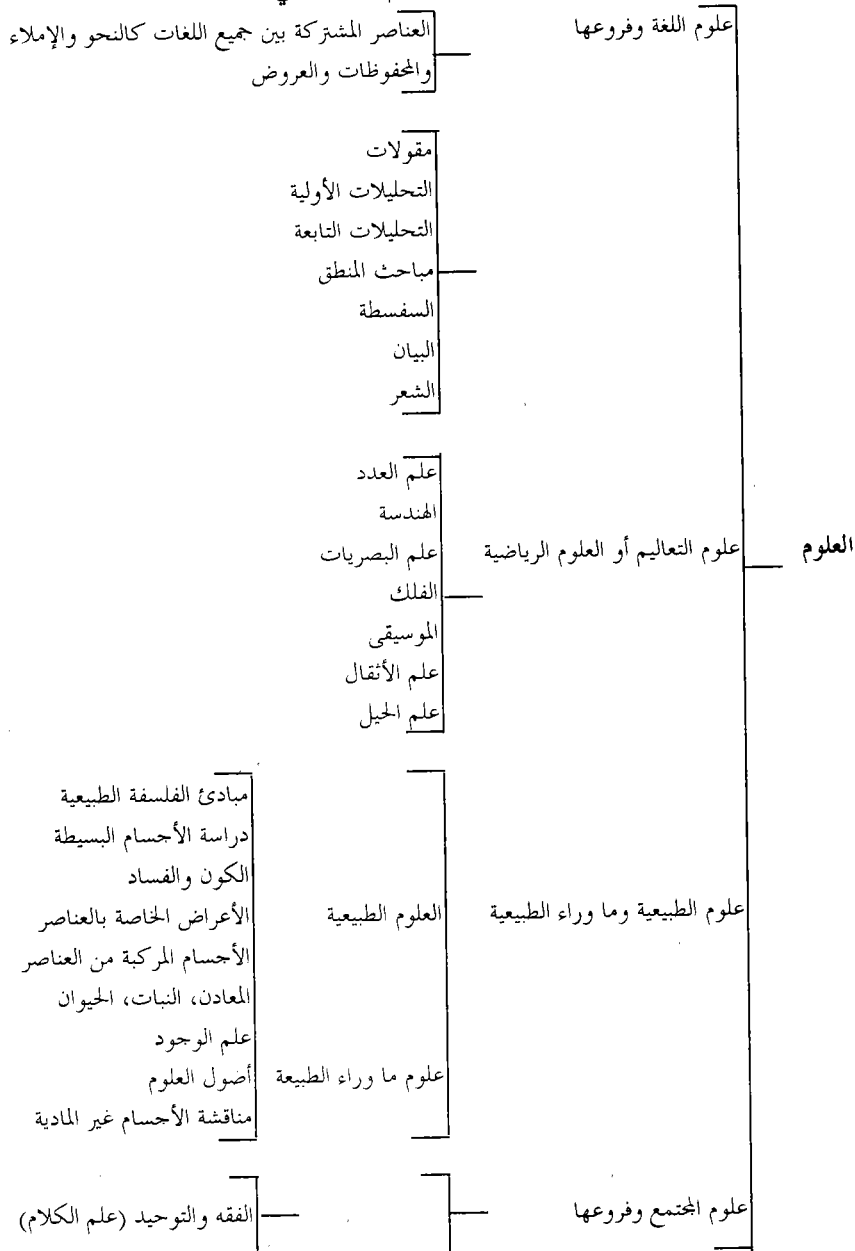 علوم اللغة وفروعها
العناصر المشتركة بين جميع اللغات كالنحو والإملاء
والمحفوظات والعروض
مقولات
التحليلات الأولية
التحليلات التابعة
مباحث المنطق
السفسطة
البيان
الشعر
العلوم
علوم التعاليم أو العلوم الرياضية
علم العدد
الهندسة
علم البصريات
الفلك
الموسيقى
علم الأثقال
علم الحيل
علوم الطبيعية وما وراء الطبيعية
العلوم الطبيعية
مبادئ الفلسفة الطبيعية
دراسة الأجسام البسيطة
الكون والفساد
الأعراض الخاصة بالعناصر
الأجسام المركبة من العناصر
المعادن، النبات، الحيوان
علوم ما وراء الطبيعة
علم الوجود
أضول العلوم
مناقشة الأجسام غير المادية
علوم المجتمع وفروعها
الفقه والتوحيد (علم الكلام)